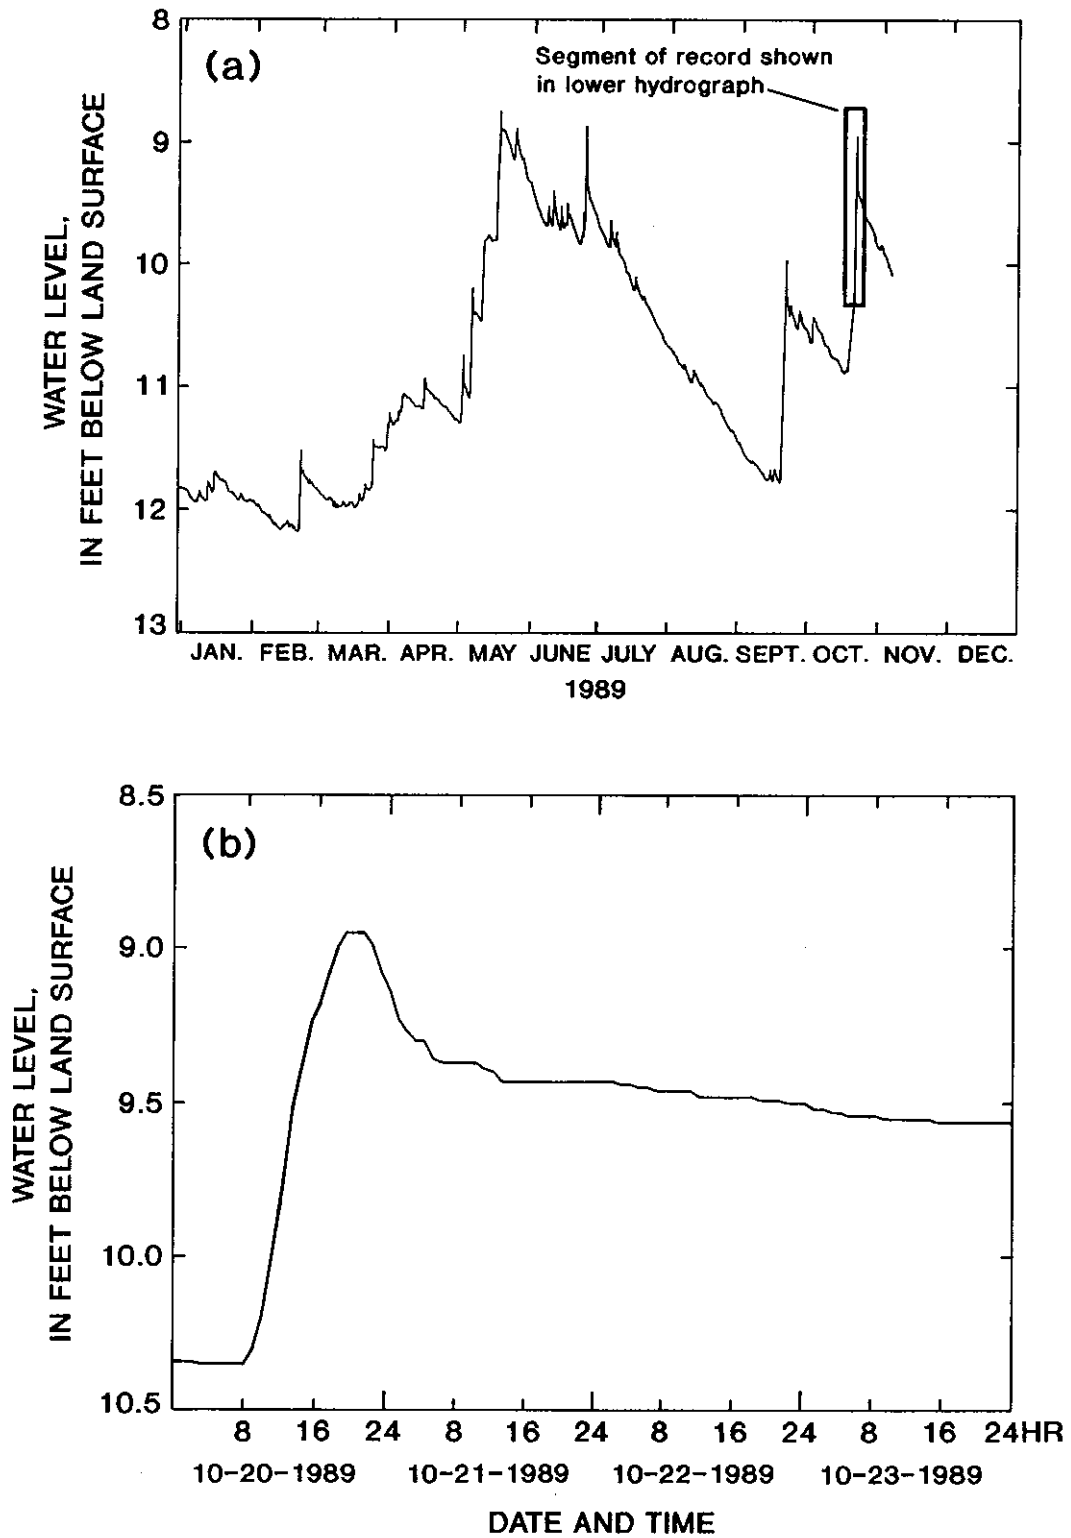 8
(a)
Segment of record shown
in lower hydrograph
9
10
11
12
13
WATER LEVEL,
IN FEET BELOW LAND SURFACE
JAN. FEB. MAR. APR. MAY JUNE JULY AUG. SEPT. OCT. NOV. DEC.
1989
8.5
(b)
9.0
9.5
10.0
10.5
WATER LEVEL,
IN FEET BELOW LAND SURFACE
8 16 24 8 16 24 8 16 24 8 16 24HR
10-20-1989 10-21-1989 10-22-1989 10-23-1989
DATE AND TIME